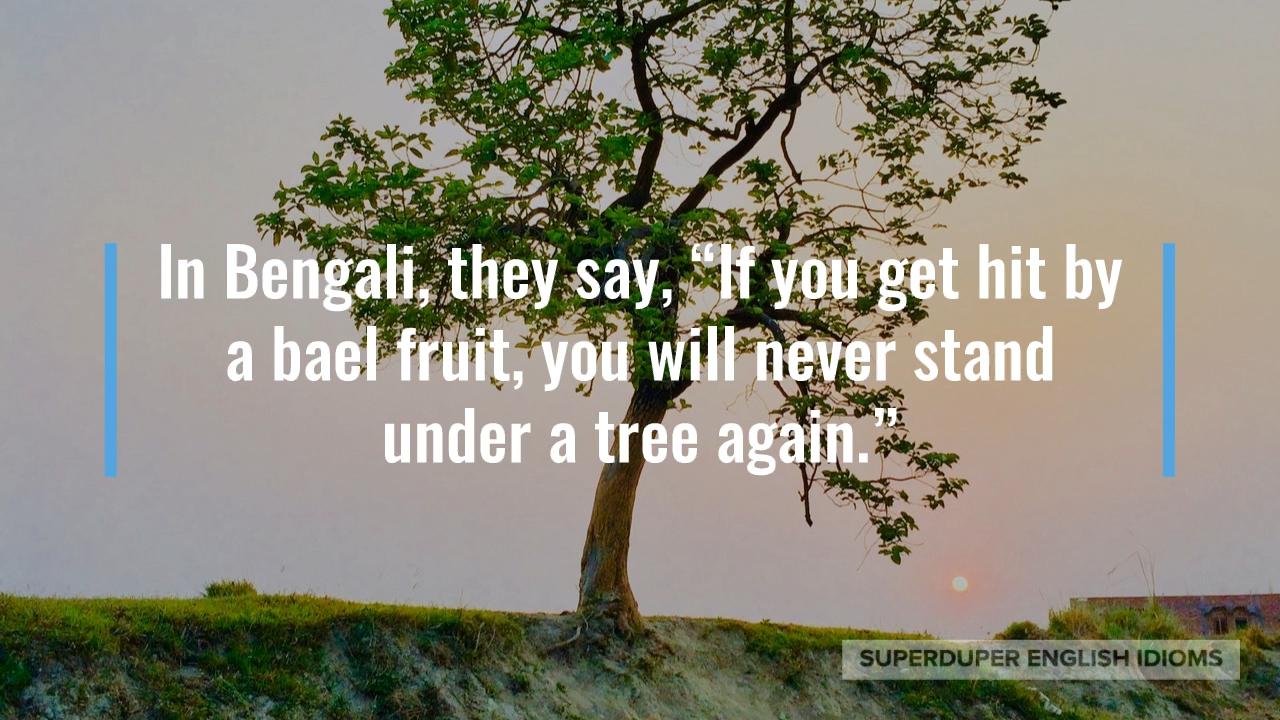 In Bengali, they say, “If you get hit by
a bael fruit, you will never stand
under a tree again.”
SUPERDUPER ENGLISH IDIOMS